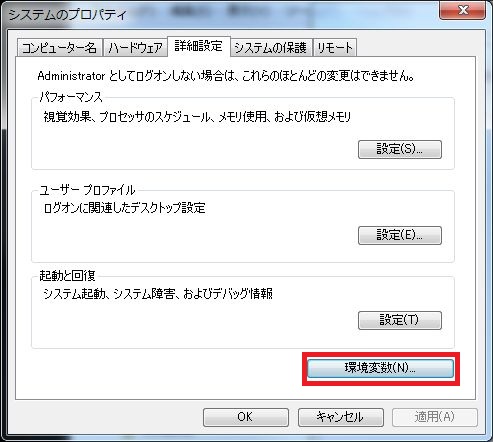 システムのプロパティ
コンピューター名 ハードウェア 詳細設定 システムの保護 リモート
Administrator としてログオンしない場合は、これらのほとんどの変更はできません。
パフォーマンス
視覚効果、プロセッサのスケジュール、メモリ使用、および仮想メモリ
設定(S)...
ユーザー プロファイル
ログオンに関連したデスクトップ設定
設定(E)...
起動と回復
システム起動、システム障害、およびデバッグ情報
設定(T)
環境変数(N)...
OK キャンセル 適用(A)